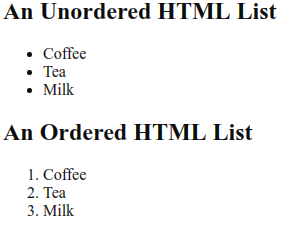 An Unordered HTML List
• Coffee
• Tea
• Milk
An Ordered HTML List
1. Coffee
2. Tea
3. Milk